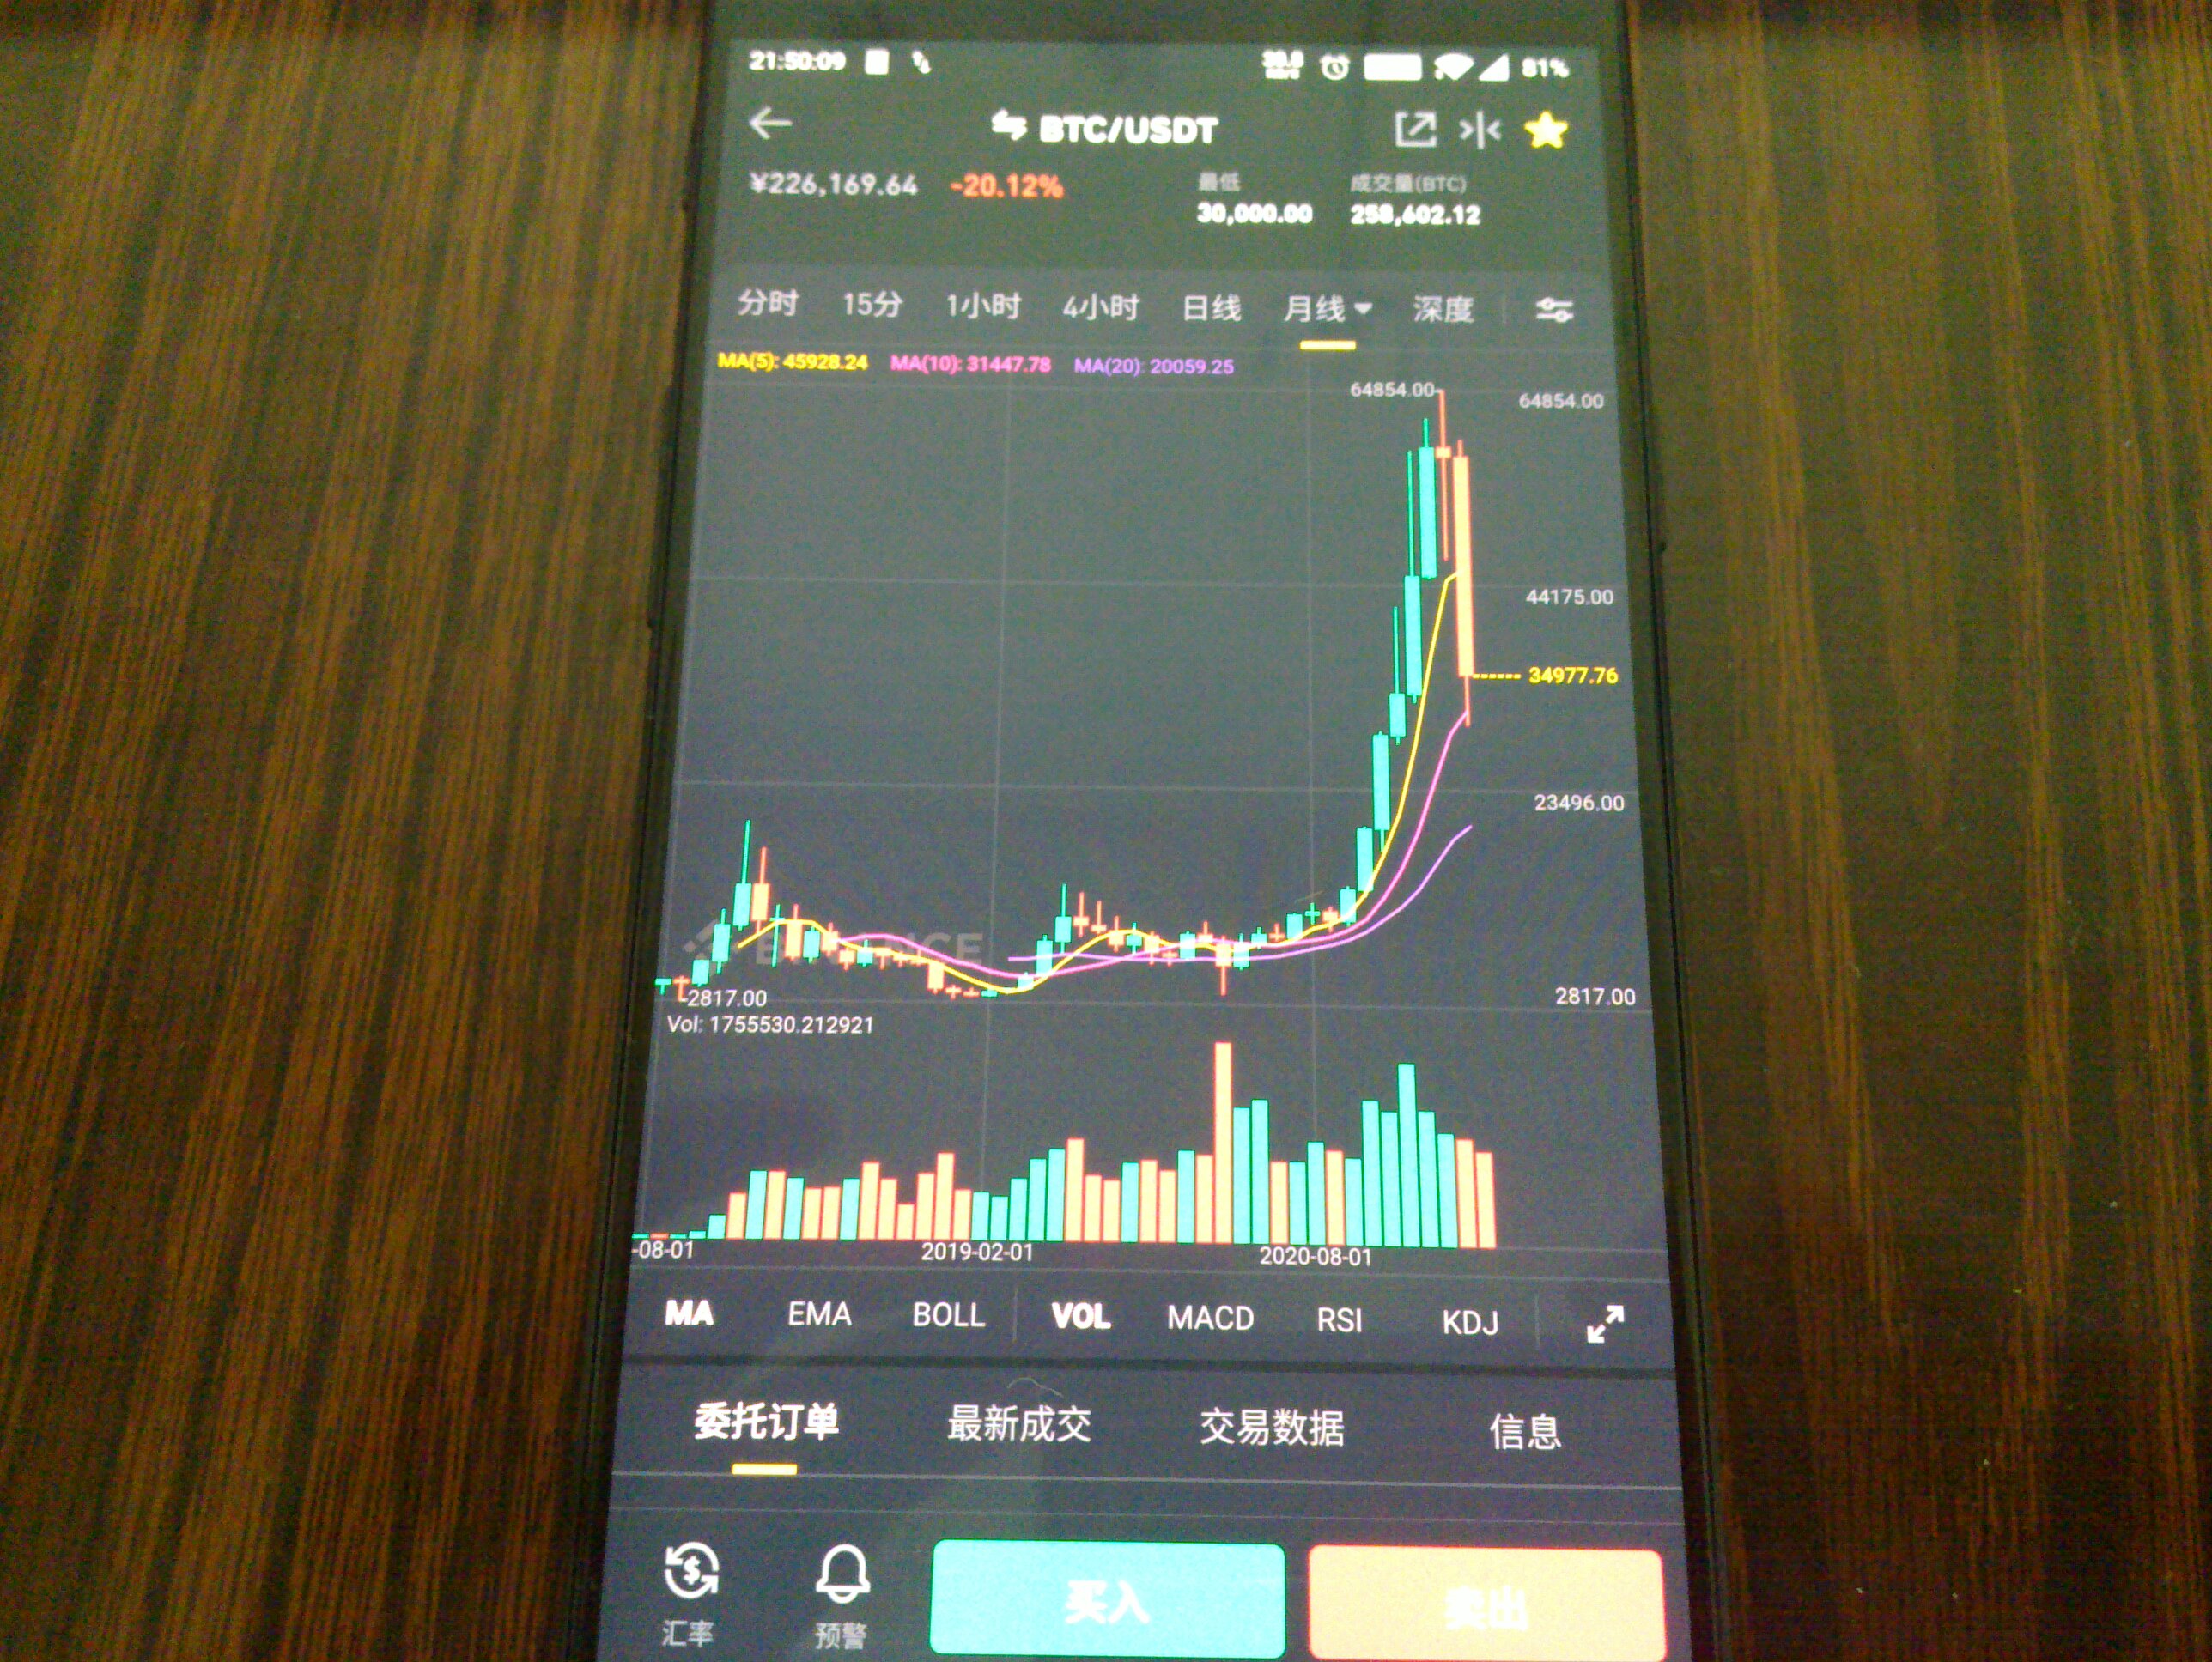 21:50:09 81%
BTC/USDT
¥226,169.64 -20.12% 最低 成交量(BTC)
30,000.00 258,602.12
分时 15分 1小时 4小时 日线 月线 深度
MA(5): 45928.24 MA(10): 31447.78 MA(20): 20059.25
64854.00 64854.00
44175.00
34977.76
23496.00
BINANCE
2817.00 2817.00
Vol: 1755530.212921
-08-01 2019-02-01 2020-08-01
MA EMA BOLL VOL MACD RSI KDJ
委托订单 最新成交 交易数据 信息
汇率 预警 买入 卖出